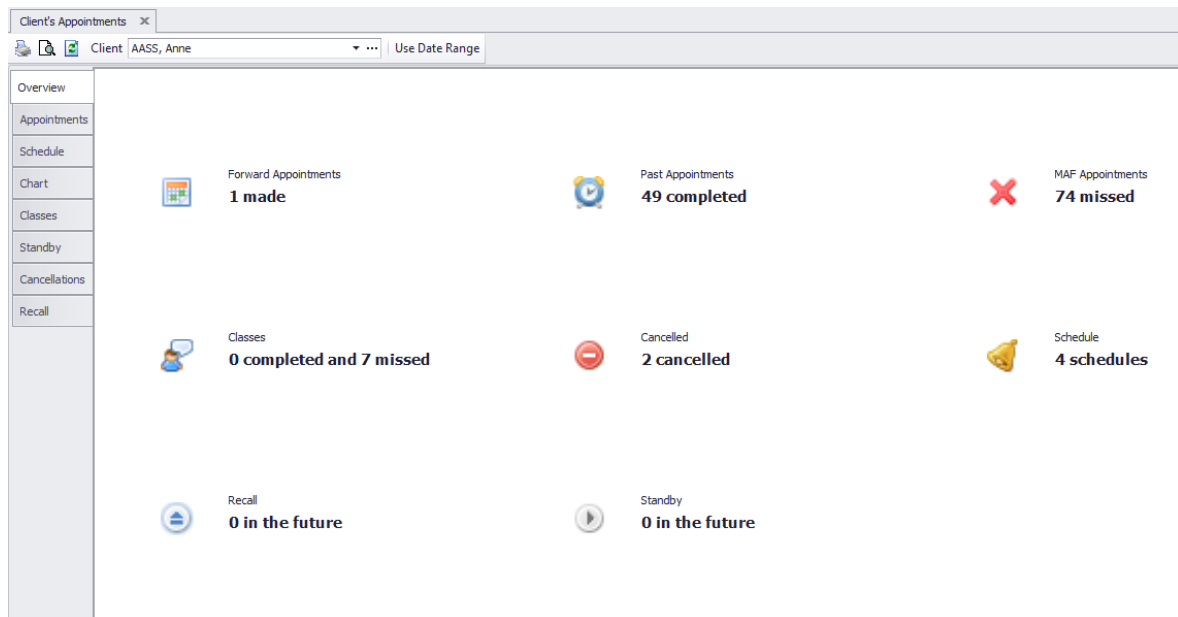 Client's Appointments
Client AASS, Anne Use Date Range
Overview
Appointments
Schedule
Chart
Classes
Standby
Cancellations
Recall
Forward Appointments
1 made
Past Appointments
49 completed
MAF Appointments
74 missed
Classes
0 completed and 7 missed
Cancelled
2 cancelled
Schedule
4 schedules
Recall
0 in the future
Standby
0 in the future